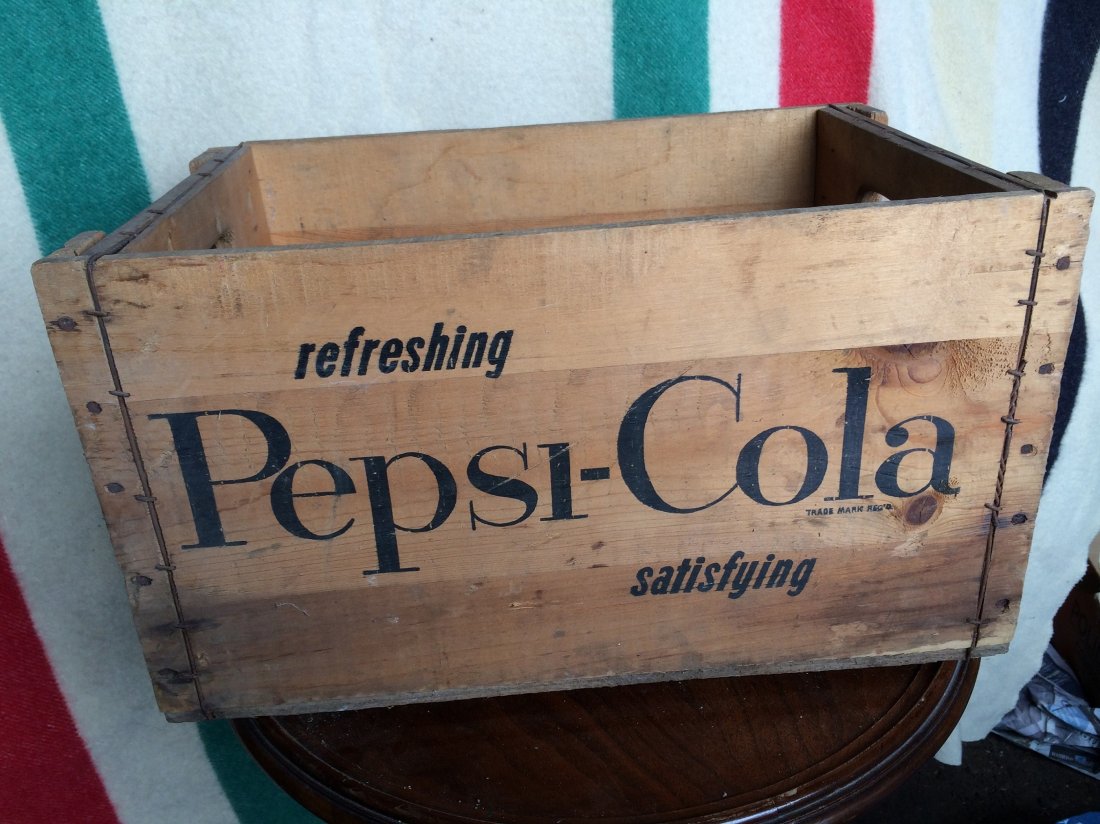 refreshing
Pepsi-Cola
TRADE MARK REG'D.
satisfying